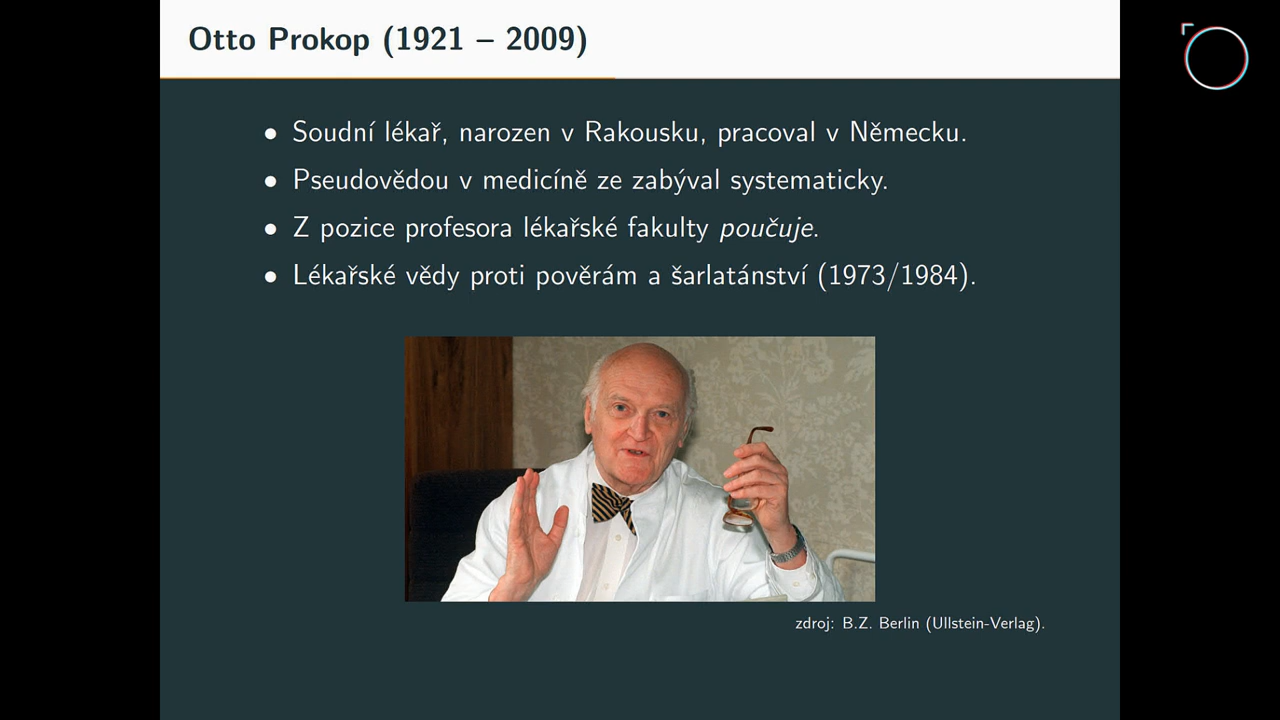 Otto Prokop (1921 – 2009)
• Soudní lékař, narozen v Rakousku, pracoval v Německu.
• Pseudovědou v medicíně ze zabýval systematicky.
• Z pozice profesora lékařské fakulty poučuje.
• Lékařské vědy proti pověrám a šarlatánství (1973/1984).
zdroj: B.Z. Berlin (Ullstein-Verlag).